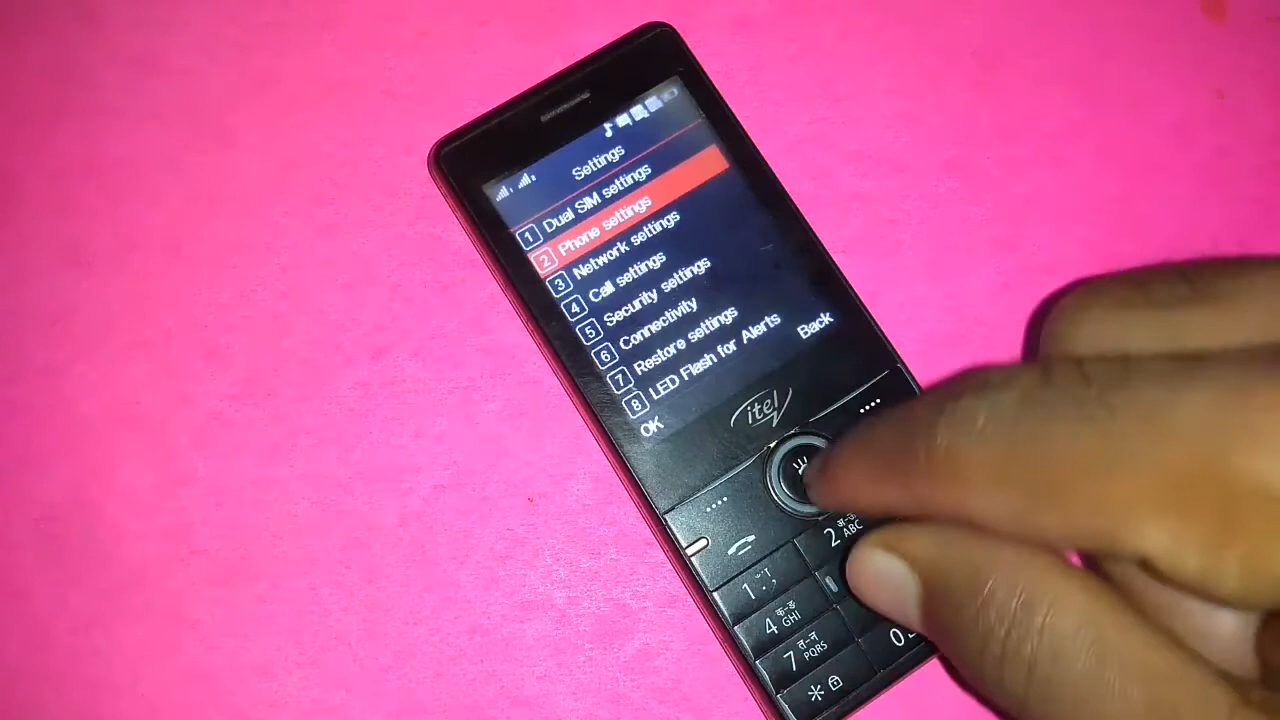 Settings
1 Dual SIM settings
2 Phone settings
3 Network settings
4 Call settings
5 Security settings
6 Connectivity
7 Restore settings
8 LED Flash for Alerts
OK Back
itel
1
2 ABC
4 क-ङ GHI
7 त-न PQRS
0
*